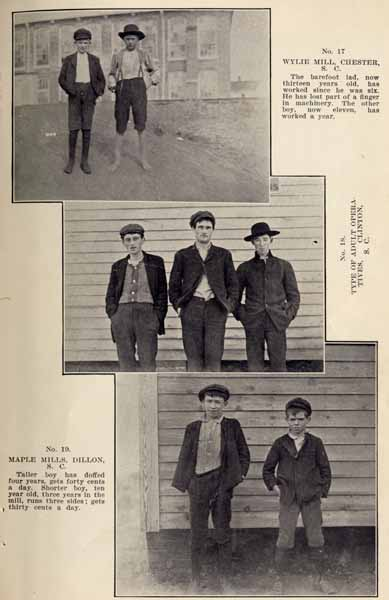 No. 17
WYLIE MILL, CHESTER,
S. C.
The barefoot lad, now
thirteen years old, has
worked since he was six.
He has lost part of a finger
in machinery. The other
boy, now eleven, has
worked a year.
No. 18.
TYPE OF ADULT OPERA-
TIVES, CLINTON,
S. C.
No. 19.
MAPLE MILLS, DILLON,
S. C.
Taller boy has doffed
four years, gets forty cents
a day. Shorter boy, ten
year old, three years in the
mill, runs three sides; gets
thirty cents a day.